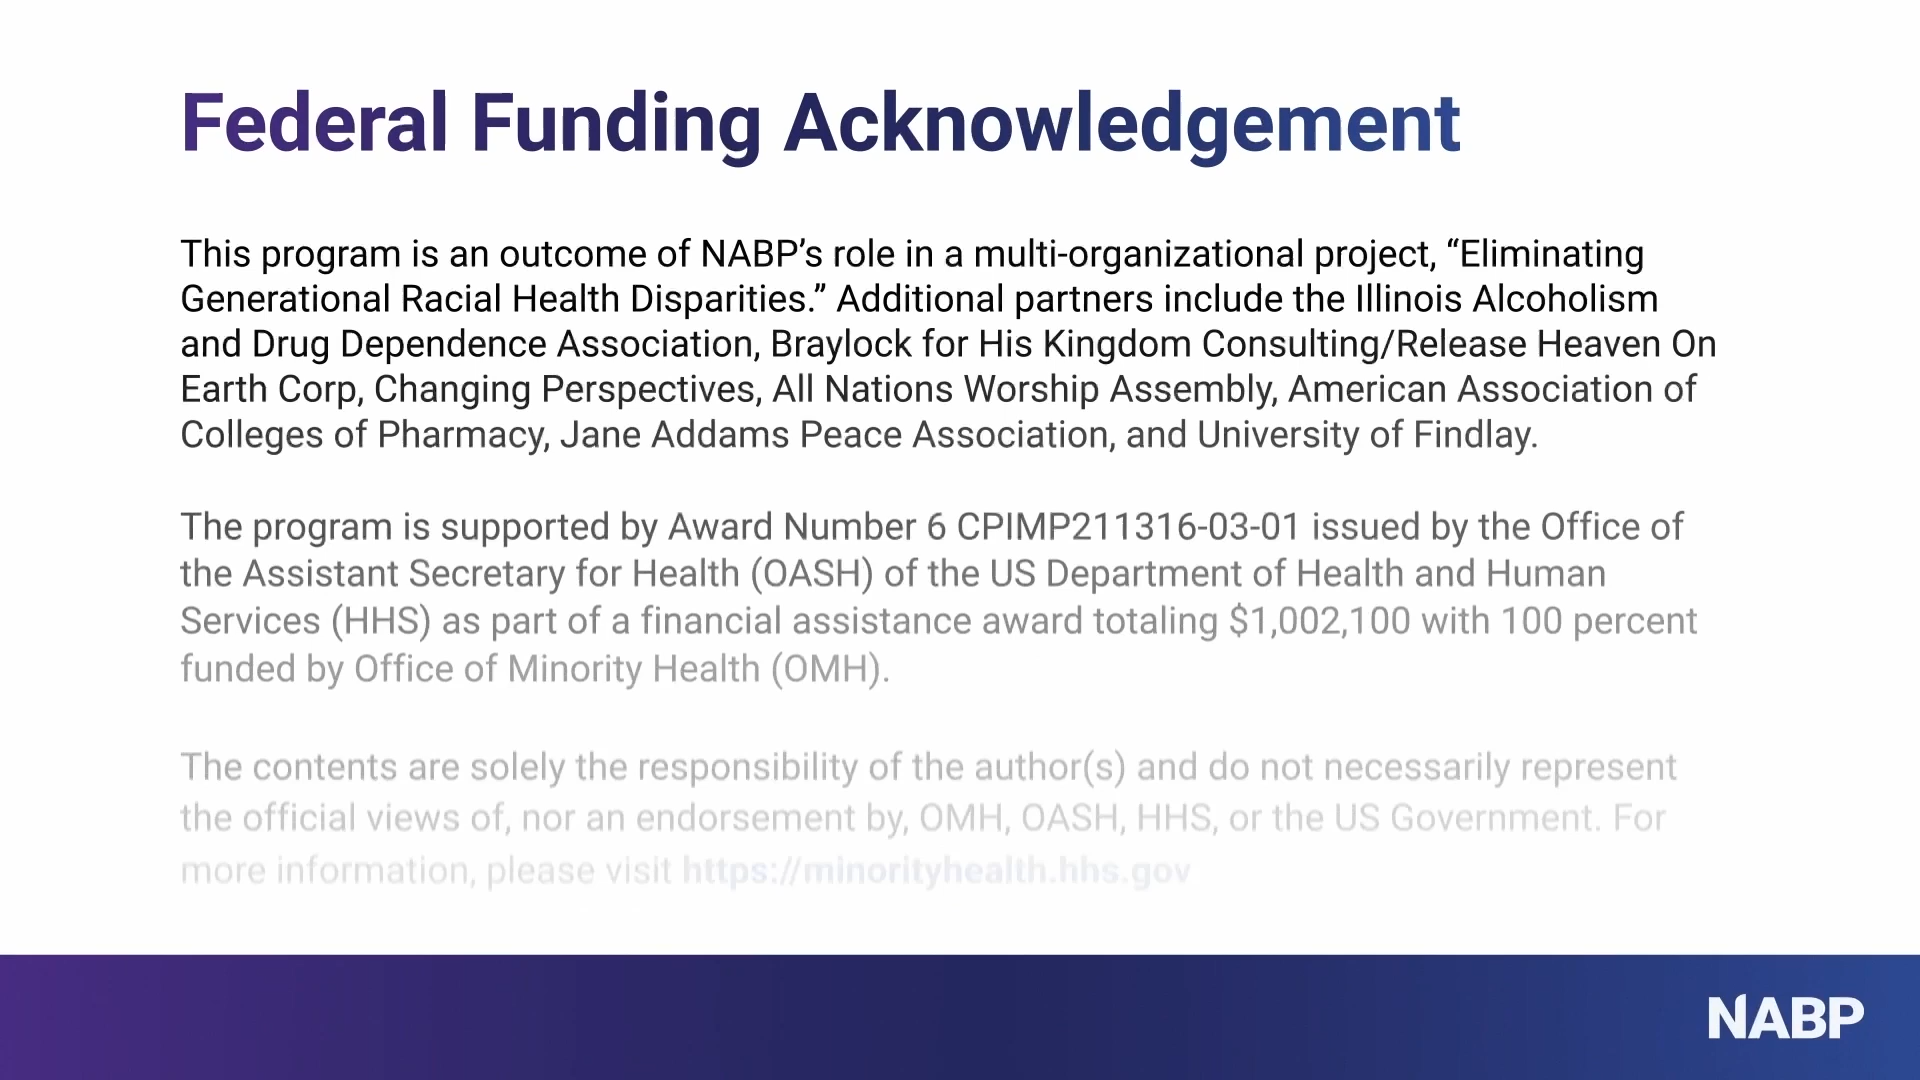 Federal Funding Acknowledgement
This program is an outcome of NABP’s role in a multi-organizational project, “Eliminating
Generational Racial Health Disparities.” Additional partners include the Illinois Alcoholism
and Drug Dependence Association, Braylock for His Kingdom Consulting/Release Heaven On
Earth Corp, Changing Perspectives, All Nations Worship Assembly, American Association of
Colleges of Pharmacy, Jane Addams Peace Association, and University of Findlay.
The program is supported by Award Number 6 CPIMP211316-03-01 issued by the Office of
the Assistant Secretary for Health (OASH) of the US Department of Health and Human
Services (HHS) as part of a financial assistance award totaling $1,002,100 with 100 percent
funded by Office of Minority Health (OMH).
The contents are solely the responsibility of the author(s) and do not necessarily represent
the official views of, nor an endorsement by, OMH, OASH, HHS, or the US Government. For
more information, please visit https://minorityhealth.hhs.gov
NABP